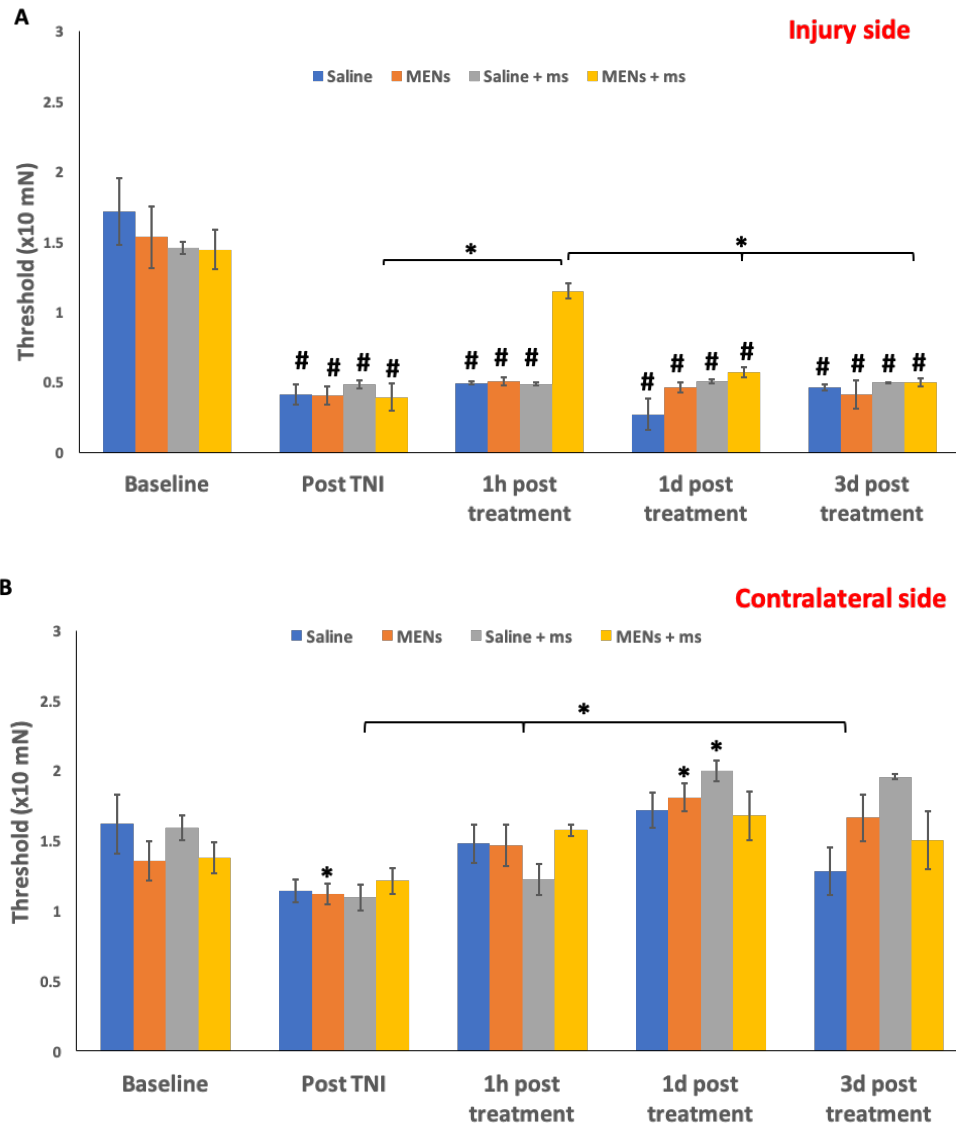 A
Injury side
3
Saline MENs Saline + ms MENs + ms
2.5
2
1.5
1
0.5
0
Threshold (x10 mN)
* *
# # # # # # # # # # # # # # #
Baseline Post TNI 1h post 1d post 3d post
treatment treatment treatment
B
Contralateral side
3
Saline MENs Saline + ms MENs + ms
2.5
2
1.5
1
0.5
0
Threshold (x10 mN)
*
* * *
Baseline Post TNI 1h post 1d post 3d post
treatment treatment treatment